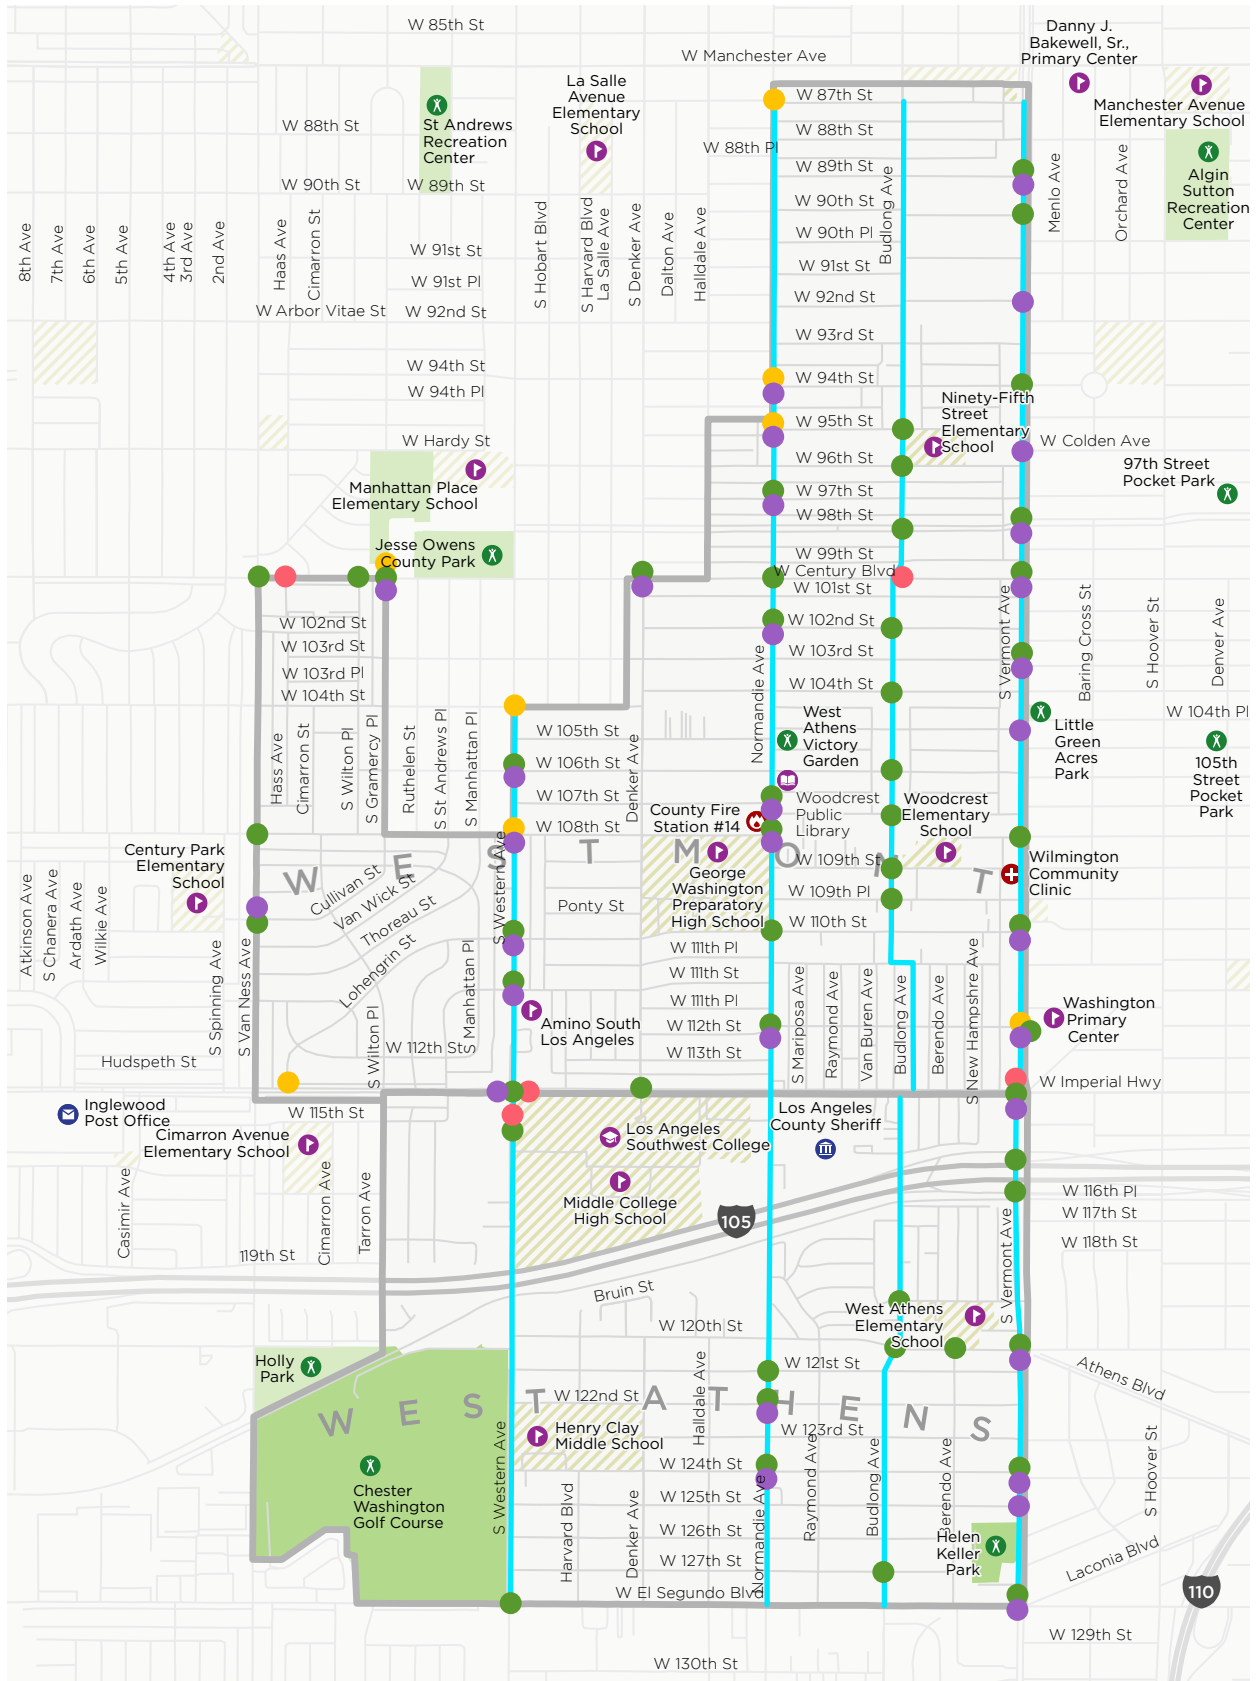 W 85th St
W Manchester Ave
Danny J.
Bakewell, Sr.,
Primary Center
La Salle
Avenue
Elementary
School
W 87th St
Manchester Avenue
Elementary School
W 88th St
St Andrews
Recreation
Center
W 88th St
W 88th Pl
W 89th St
W 90th St
W 89th St
W 90th St
Algin
Sutton
Recreation
Center
Menlo Ave
Orchard Ave
Budlong Ave
8th Ave
7th Ave
6th Ave
5th Ave
4th Ave
3rd Ave
2nd Ave
Haas Ave
Cimarron St
S Hobart Blvd
S Harvard Blvd
La Salle Ave
S Denker Ave
Dalton Ave
Halldale Ave
W 90th Pl
W 91st St
W 91st St
W 91st Pl
W 92nd St
W Arbor Vitae St
W 92nd St
W 93rd St
W 94th St
W 94th St
W 94th Pl
Ninety-Fifth
Street
Elementary
School
W 95th St
W Hardy St
W Colden Ave
W 96th St
97th Street
Pocket Park
Manhattan Place
Elementary School
W 97th St
W 98th St
Jesse Owens
County Park
W 99th St
W Century Blvd
W 101st St
W 102nd St
W 102nd St
W 103rd St
W 103rd St
W 103rd Pl
W 104th St
W 104th St
S Vermont Ave
Baring Cross St
S Hoover St
Denver Ave
Normandie Ave
West
Athens
Victory
Garden
W 104th Pl
Little
Green
Acres
Park
105th
Street
Pocket
Park
W 105th St
W 106th St
W 107th St
W 108th St
Hass Ave
Cimarron St
S Wilton Pl
S Gramercy Pl
Ruthelen St
S St Andrews Pl
S Manhattan Pl
Denker Ave
County Fire
Station #14
Woodcrest
Public
Library
Woodcrest
Elementary
School
Century Park
Elementary
School
WEST MONT
W 109th St
Wilmington
Community
Clinic
George
Washington
Preparatory
High School
W 109th Pl
Cullivan St
Van Wick St
Thoreau St
Lohengrin St
Ponty St
W 110th St
Atkinson Ave
S Chanera Ave
Ardath Ave
Wilkie Ave
S Spinning Ave
S Van Ness Ave
S Western Ave
S Manhattan Pl
S Wilton Pl
W 111th Pl
W 111th St
W 111th Pl
W 112th St
W 113th St
S Mariposa Ave
Raymond Ave
Van Buren Ave
Budlong Ave
Berendo Ave
S New Hampshire Ave
Amino South
Los Angeles
Washington
Primary
Center
W 112th St
Hudspeth St
W Imperial Hwy
Inglewood
Post Office
W 115th St
Los Angeles
County Sheriff
Cimarron Avenue
Elementary School
Los Angeles
Southwest College
Middle College
High School
105
Casimir Ave
Cimarron Ave
Tarron Ave
W 116th Pl
W 117th St
W 118th St
S Vermont Ave
119th St
Bruin St
West Athens
Elementary
School
W 120th St
Holly
Park
W 121st St
Athens Blvd
WEST ATHENS
W 122nd St
Halldale Ave
Henry Clay
Middle School
W 123rd St
W 124th St
Chester
Washington
Golf Course
S Western Ave
Harvard Blvd
Denker Ave
Normandie Ave
Raymond Ave
Budlong Ave
Berendo Ave
S Hoover St
W 125th St
W 126th St
W 127th St
Helen
Keller
Park
Laconia Blvd
W El Segundo Blvd
110
W 129th St
W 130th St